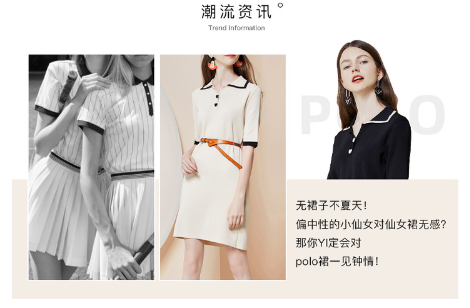 潮流资讯°
Trend Information
POLO
无裙子不夏天！
偏中性的小仙女对仙女裙无感？
那你YI定会对
polo裙一见钟情！